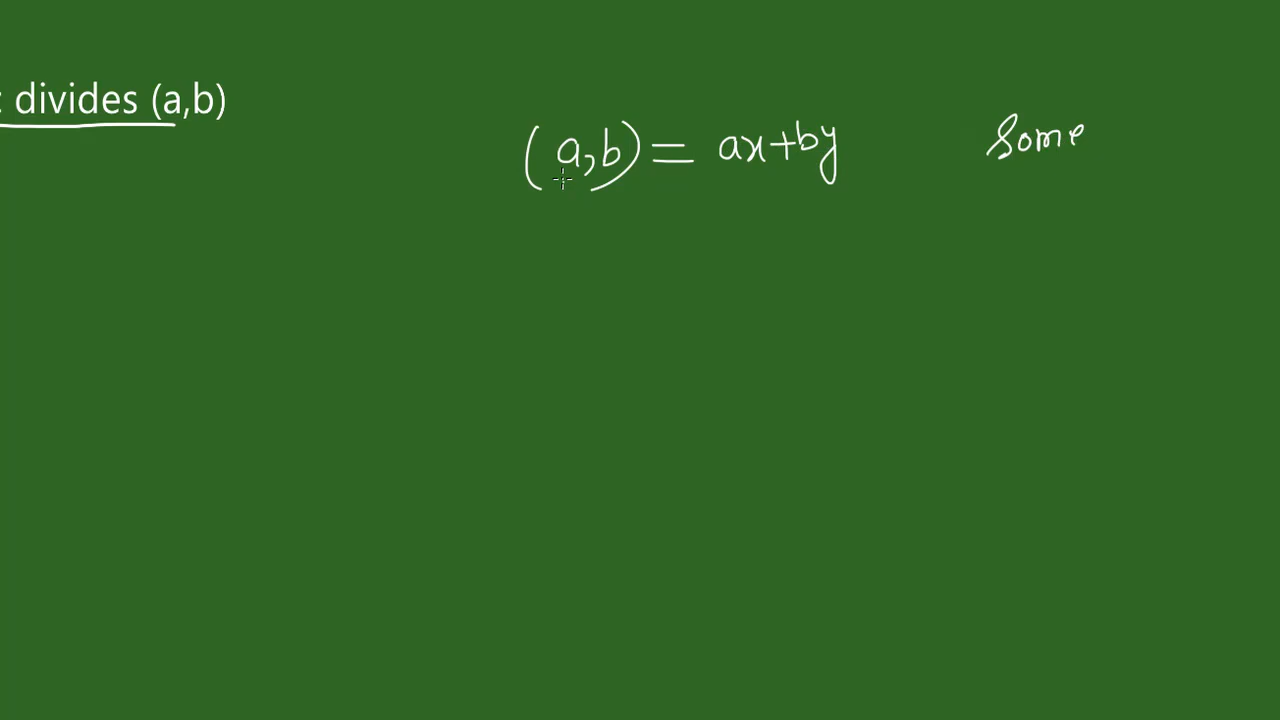 : divides (a,b)
(a,b) = ax+by some